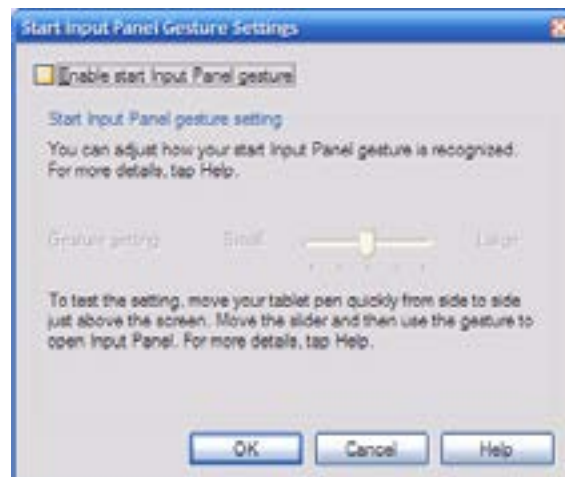 Start Input Panel Gesture Settings
Enable start Input Panel gesture
Start Input Panel gesture setting
You can adjust how your start Input Panel gesture is recognized.
For more details, tap Help.
Gesture setting: Small Large
To test the setting, move your tablet pen quickly from side to side
just above the screen. Move the slider and then use the gesture to
open Input Panel. For more details, tap Help.
OK Cancel Help